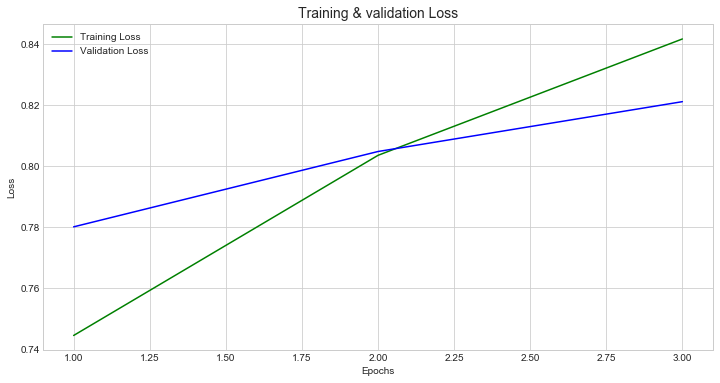 Training & validation Loss
Training Loss
Validation Loss
0.84
0.82
0.80
0.78
0.76
0.74
Loss
1.00 1.25 1.50 1.75 2.00 2.25 2.50 2.75 3.00
Epochs